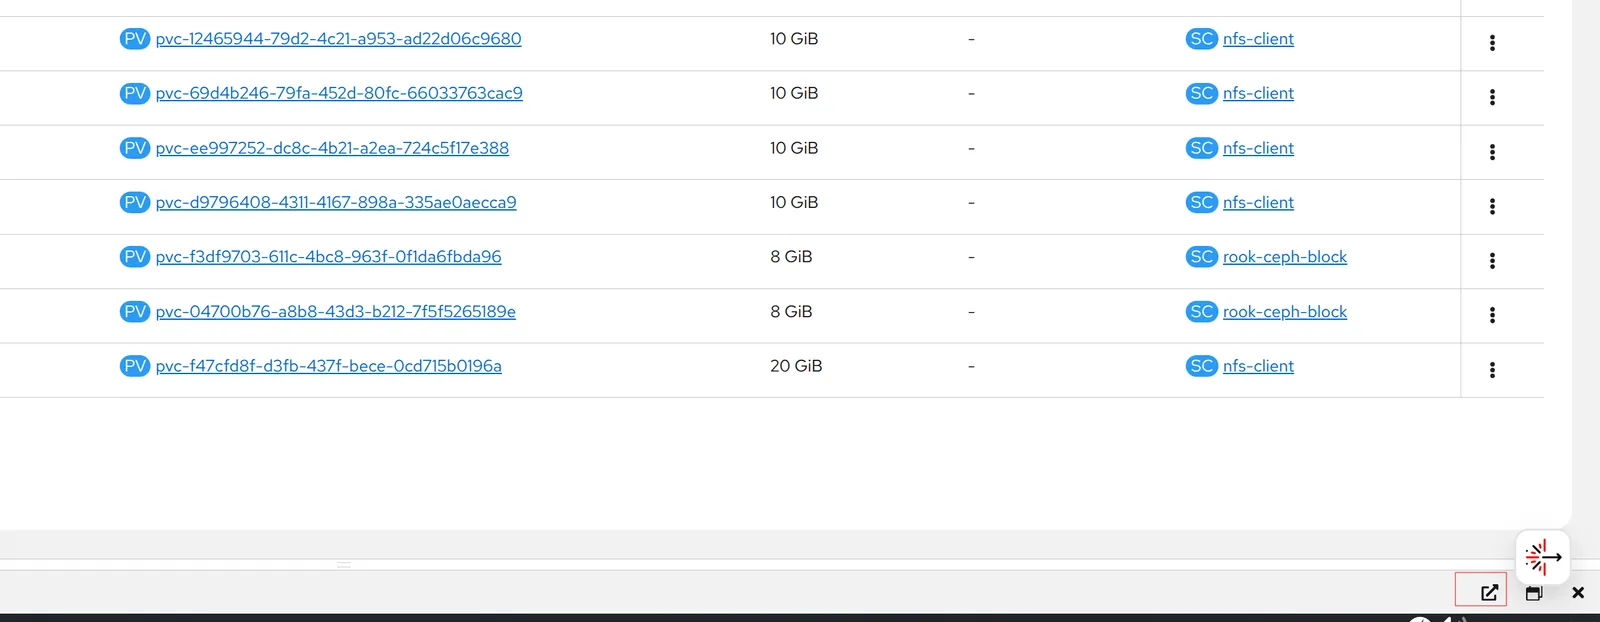 PV pvc-12465944-79d2-4c21-a953-ad22d06c9680 10 GiB - SC nfs-client
PV pvc-69d4b246-79fa-452d-80fc-66033763cac9 10 GiB - SC nfs-client
PV pvc-ee997252-dc8c-4b21-a2ea-724c5f17e388 10 GiB - SC nfs-client
PV pvc-d9796408-4311-4167-898a-335ae0aecca9 10 GiB - SC nfs-client
PV pvc-f3df9703-611c-4bc8-963f-0f1da6fbda96 8 GiB - SC rook-ceph-block
PV pvc-04700b76-a8b8-43d3-b212-7f5f5265189e 8 GiB - SC rook-ceph-block
PV pvc-f47cfd8f-d3fb-437f-bece-0cd715b0196a 20 GiB - SC nfs-client